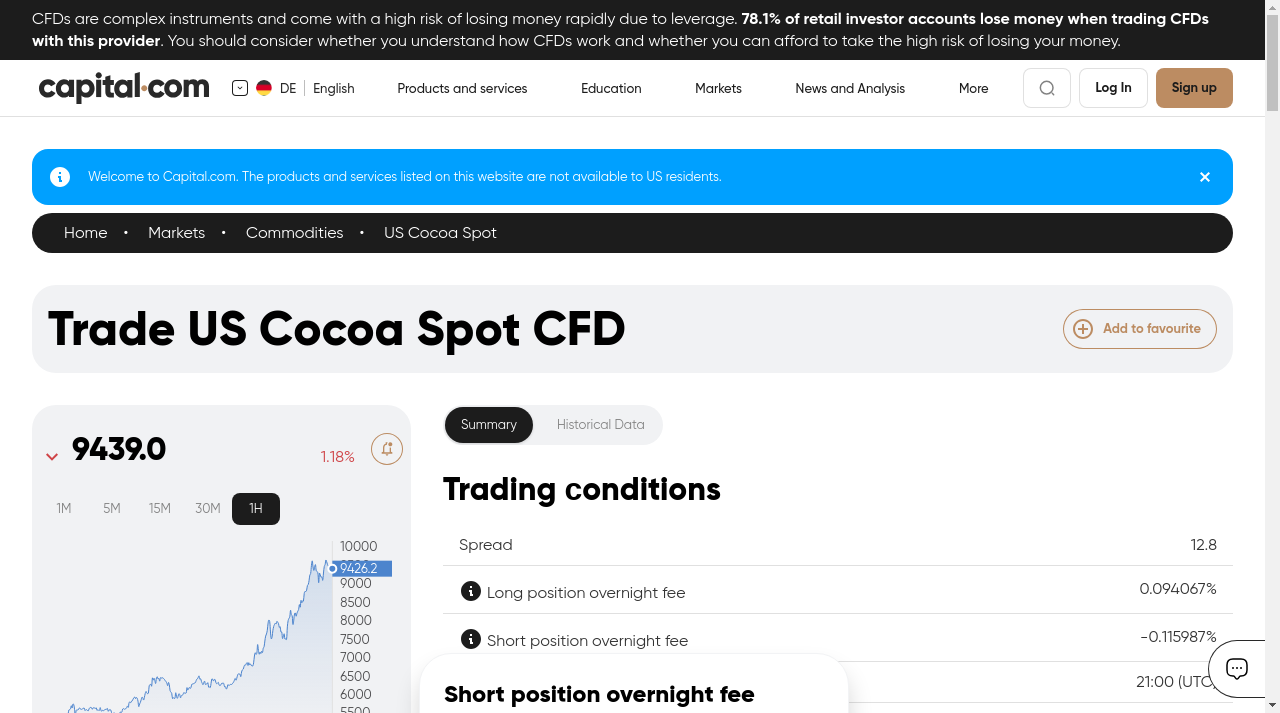 CFDs are complex instruments and come with a high risk of losing money rapidly due to leverage. 78.1% of retail investor accounts lose money when trading CFDs
with this provider. You should consider whether you understand how CFDs work and whether you can afford to take the high risk of losing your money.
capital.com
DE English
Products and services
Education
Markets
News and Analysis
More
Log In
Sign up
Welcome to Capital.com. The products and services listed on this website are not available to US residents.
Home • Markets • Commodities • US Cocoa Spot
Trade US Cocoa Spot CFD
Add to favourite
9439.0
1.18%
1M 5M 15M 30M 1H
10000
9426.2
9000
8500
8000
7500
7000
6500
6000
5500
Summary
Historical Data
Trading conditions
Spread 12.8
Long position overnight fee 0.094067%
Short position overnight fee -0.115987%
21:00 (UTC)
Short position overnight fee